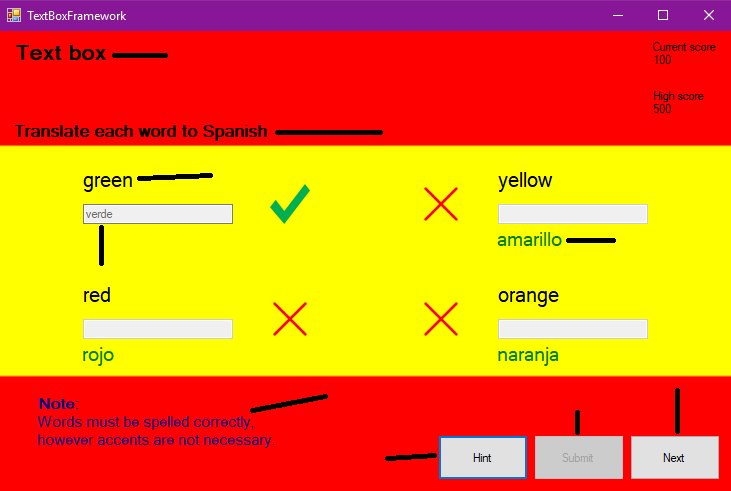 TextBoxFramework
Text box
Current score
100
High score
500
Translate each word to Spanish
green
yellow
verde
amarillo
red
orange
rojo
naranja
Note:
Words must be spelled correctly,
however accents are not necessary.
Hint
Submit
Next